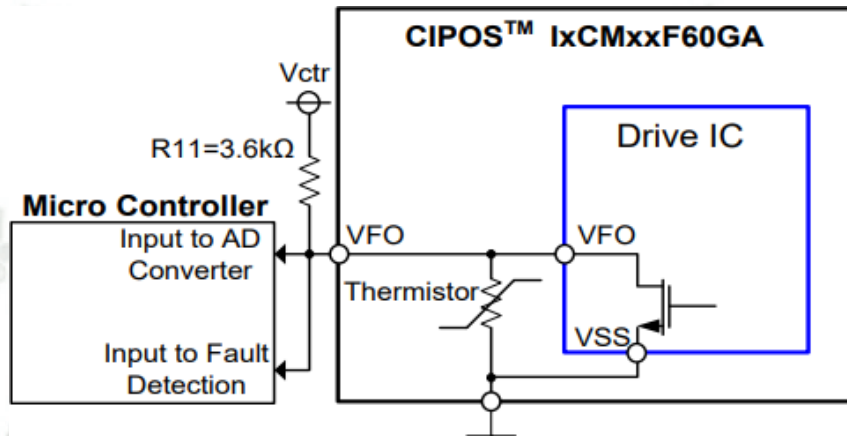 CIPOS™ IxCMxxF60GA
Vctr
Drive IC
R11=3.6kΩ
Micro Controller
Input to AD
Converter
VFO
VFO
Thermistor
VSS
Input to Fault
Detection